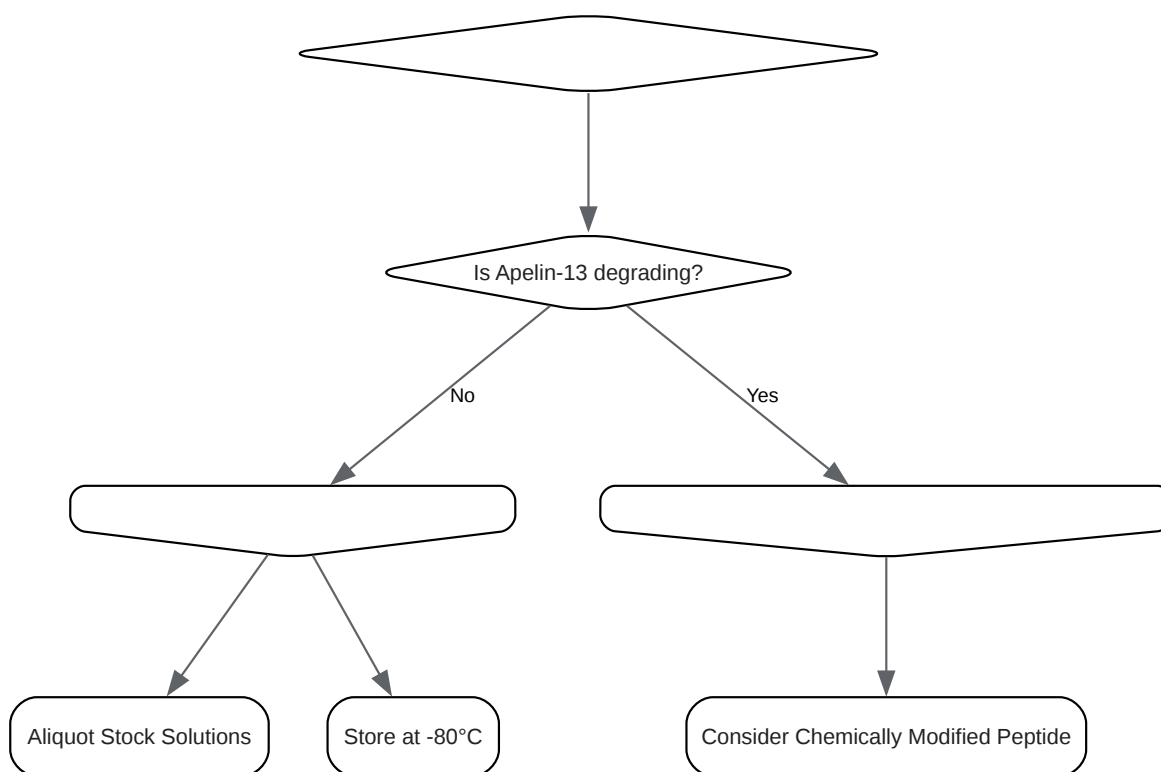 Is Apelin-13 degrading?
No
Yes
Aliquot Stock Solutions
Store at -80°C
Consider Chemically Modified Peptide